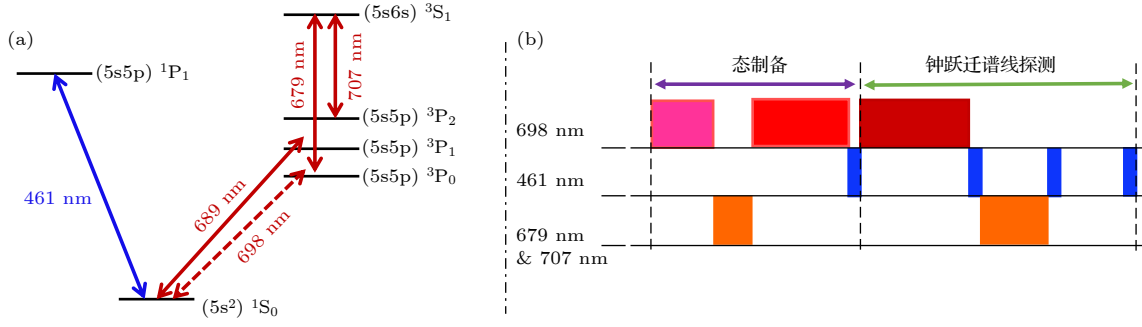 (a)
(5s6s) ³S₁
(5s5p) ¹P₁
679 nm
707 nm
(5s5p) ³P₂
(5s5p) ³P₁
(5s5p) ³P₀
461 nm
689 nm
698 nm
(5s²) ¹S₀
(b)
态制备
钟跃迁谱线探测
698 nm
461 nm
679 nm
& 707 nm